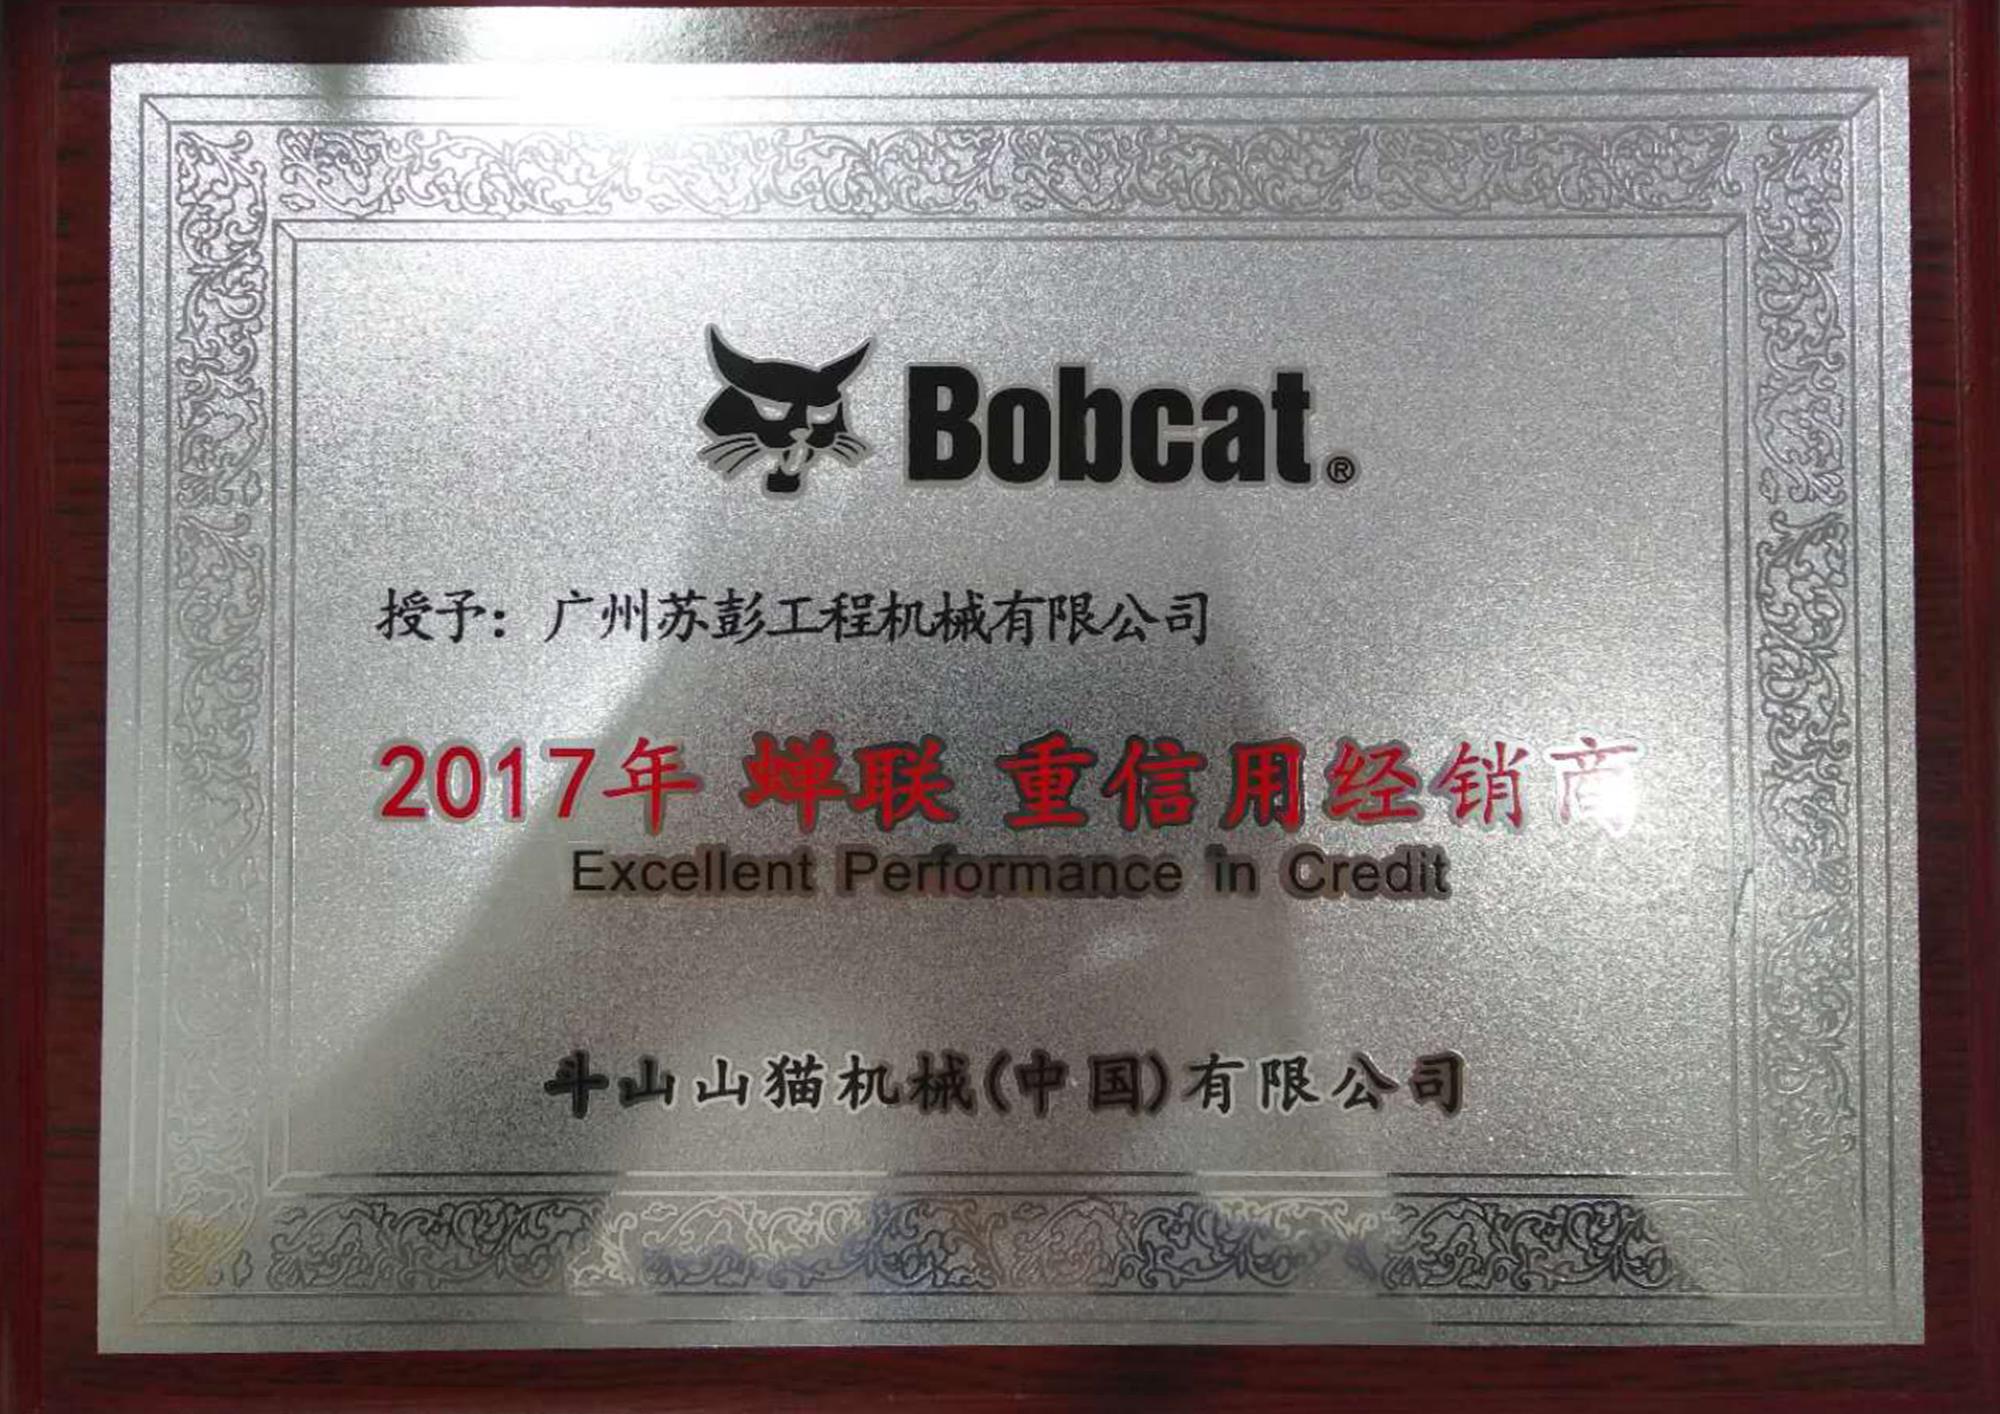 Bobcat®
授予：广州苏彭工程机械有限公司
2017年 蝉联 重信用经销商
Excellent Performance in Credit
斗山山猫机械(中国)有限公司